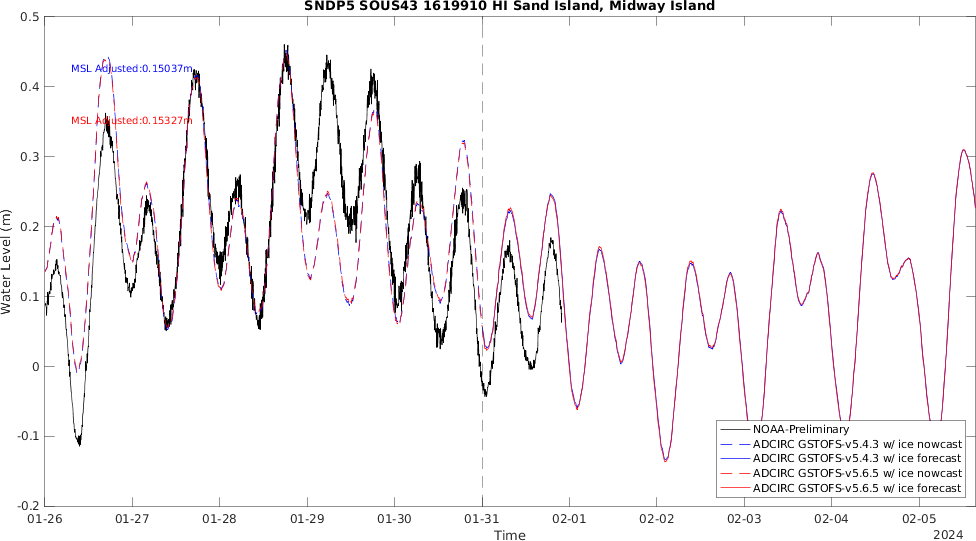 SNDP5 SOUS43 1619910 HI Sand Island, Midway Island
0.5
MSL Adjusted:0.15037m
0.4
MSL Adjusted:0.15327m
0.3
0.2
0.1
0
-0.1
-0.2
Water Level (m)
NOAA-Preliminary
ADCIRC GSTOFS-v5.4.3 w/ ice nowcast
ADCIRC GSTOFS-v5.4.3 w/ ice forecast
ADCIRC GSTOFS-v5.6.5 w/ ice nowcast
ADCIRC GSTOFS-v5.6.5 w/ ice forecast
01-26 01-27 01-28 01-29 01-30 01-31 02-01 02-02 02-03 02-04 02-05
Time
2024